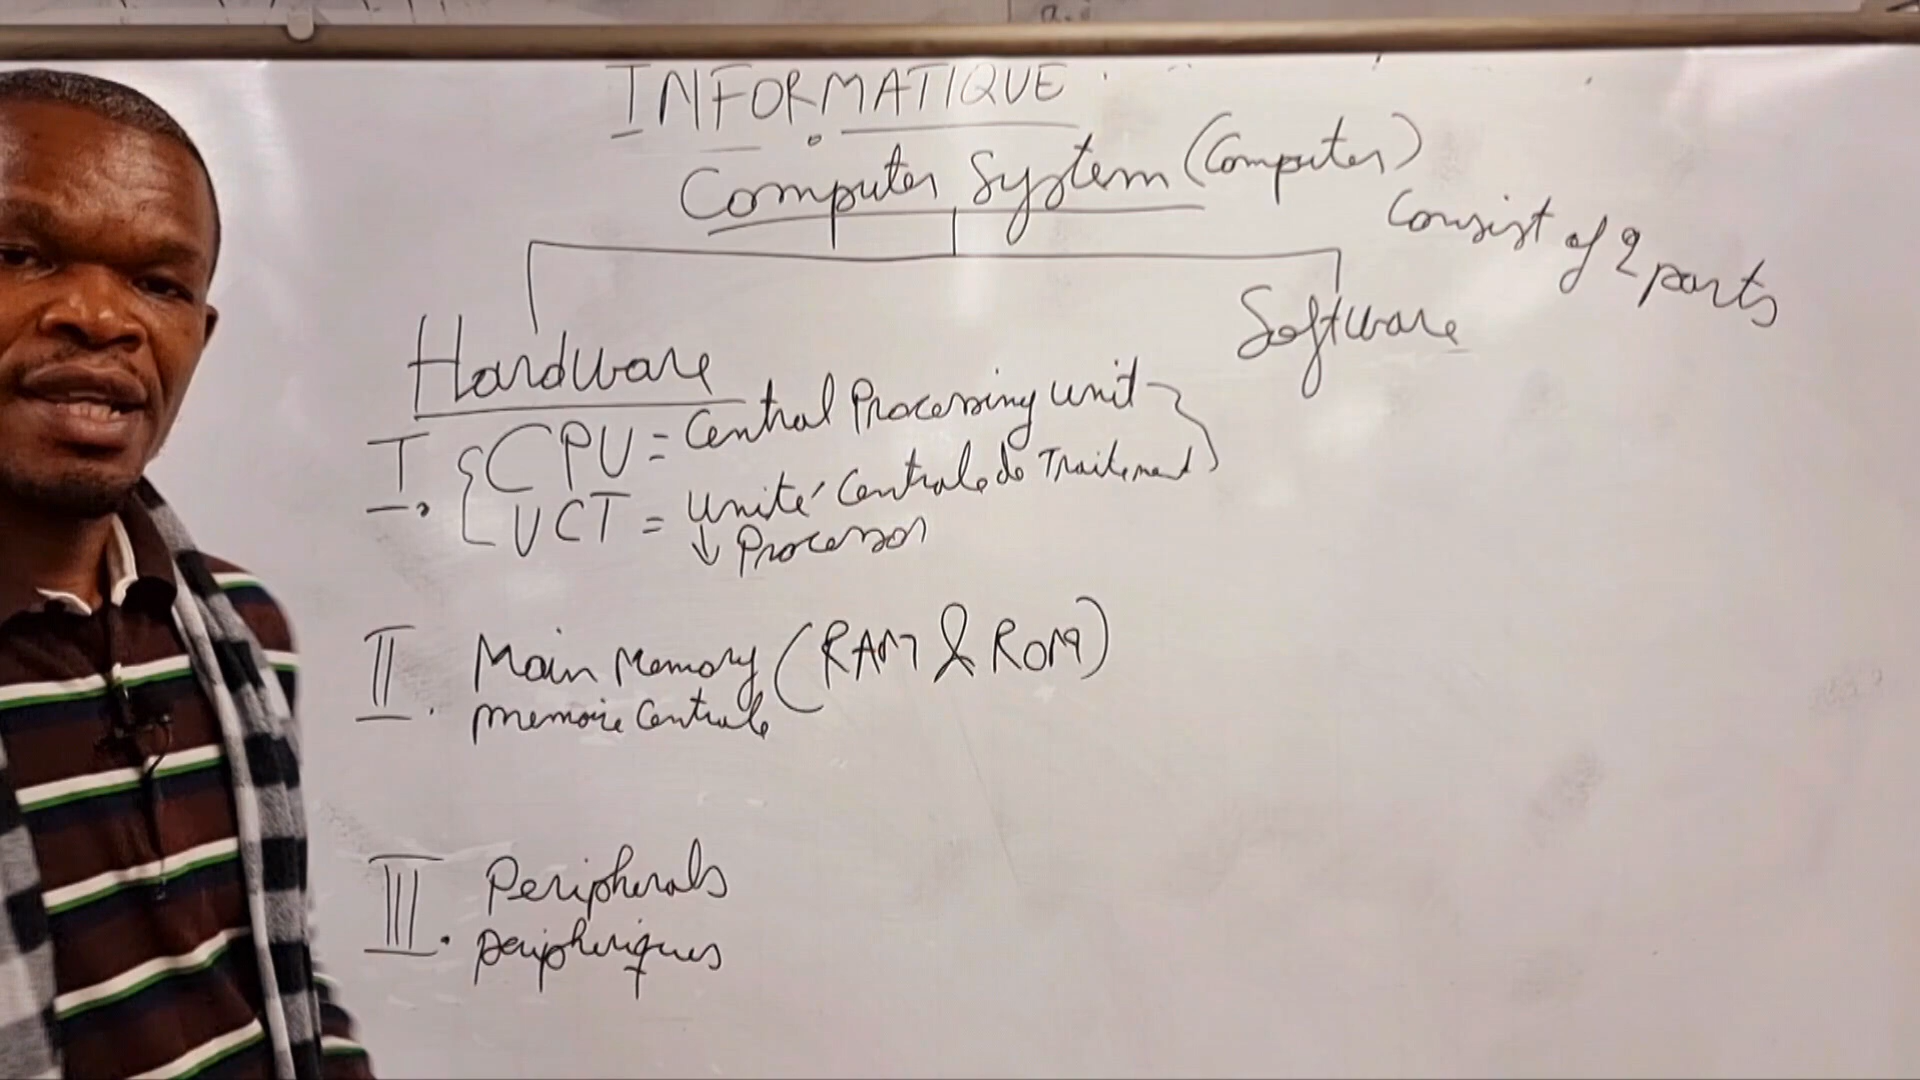 a.
INFORMATIQUE
Computer System (Computer)
Consist of 2 parts
Hardware
Software
I. CPU = Central Processing unit
UCT = Unité Centrale de Traitement
↓ Processor
II. Main Memory (RAM & ROM)
memoire Centrale
III. Peripherals
peripheriques